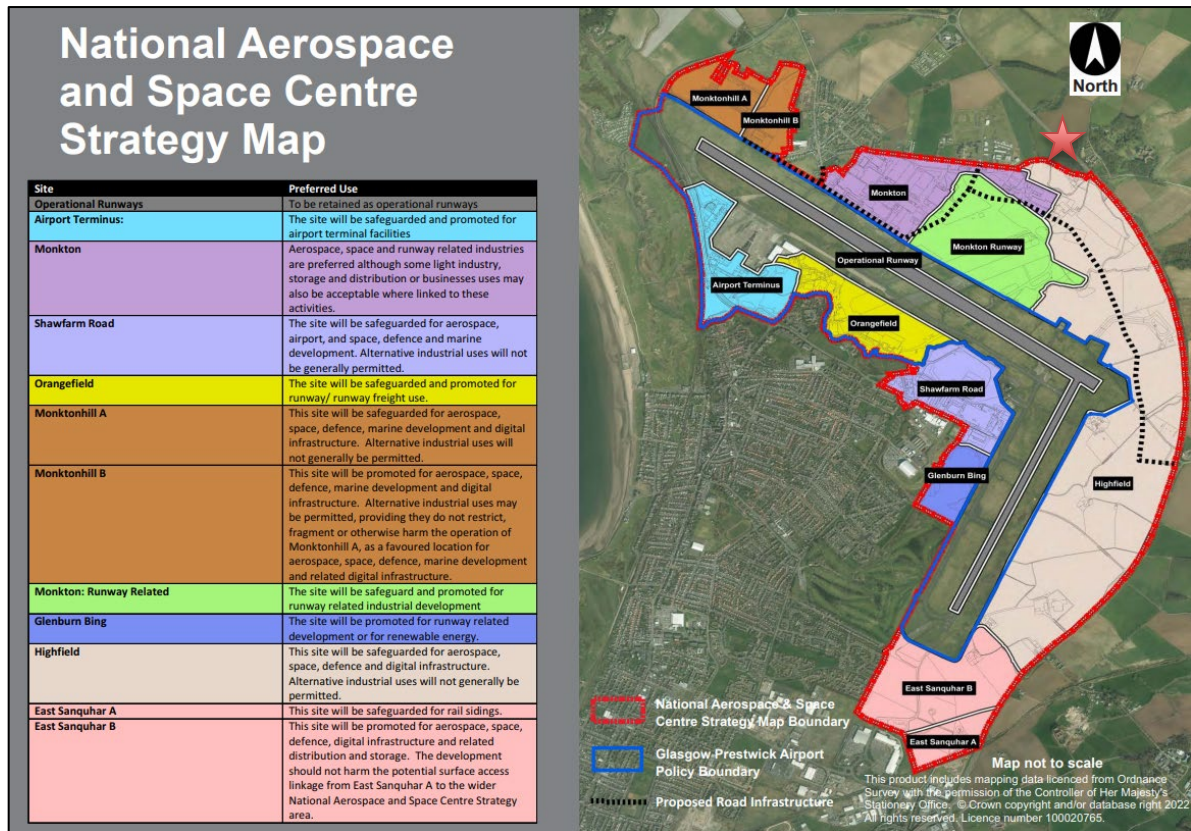 National Aerospace
and Space Centre
Strategy Map
Site Preferred Use
Operational Runways To be retained as operational runways
Airport Terminus: The site will be safeguarded and promoted for
airport terminal facilities
Monkton Aerospace, space and runway related industries
are preferred although some light industry,
storage and distribution or businesses uses may
also be acceptable where linked to these
activities.
Shawfarm Road The site will be safeguarded for aerospace,
airport, and space, defence and marine
development. Alternative industrial uses will not
be generally permitted.
Orangefield The site will be safeguarded and promoted for
runway/ runway freight use.
Monktonhill A This site will be safeguarded for aerospace,
space, defence, marine development and digital
infrastructure. Alternative industrial uses will
not generally be permitted.
Monktonhill B This site will be promoted for aerospace, space,
defence, marine development and digital
infrastructure. Alternative industrial uses may
be permitted, providing they do not restrict,
fragment or otherwise harm the operation of
Monktonhill A, as a favoured location for
aerospace, space, defence, marine development
and related digital infrastructure.
Monkton: Runway Related The site will be safeguard and promoted for
runway related industrial development
Glenburn Bing The site will be promoted for runway related
development or for renewable energy.
Highfield This site will be safeguarded for aerospace,
space, defence and digital infrastructure.
Alternative industrial uses will not generally be
permitted.
East Sanquhar A This site will be safeguarded for rail sidings.
East Sanquhar B This site will be promoted for aerospace, space,
defence, digital infrastructure and related
distribution and storage. The development
should not harm the potential surface access
linkage from East Sanquhar A to the wider
National Aerospace and Space Centre Strategy
area.
North
Monktonhill A
Monktonhill B
Monkton
Monkton Runway
Operational Runway
Airport Terminus
Orangefield
Shawfarm Road
Glenburn Bing
Highfield
East Sanquhar B
East Sanquhar A
National Aerospace & Space
Centre Strategy Map Boundary
Glasgow Prestwick Airport
Policy Boundary
Proposed Road Infrastructure
Map not to scale
This product includes mapping data licenced from Ordnance
Survey with the permission of the Controller of Her Majesty's
Stationery Office. © Crown copyright and/or database right 2022
All rights reserved. Licence number 100020765.